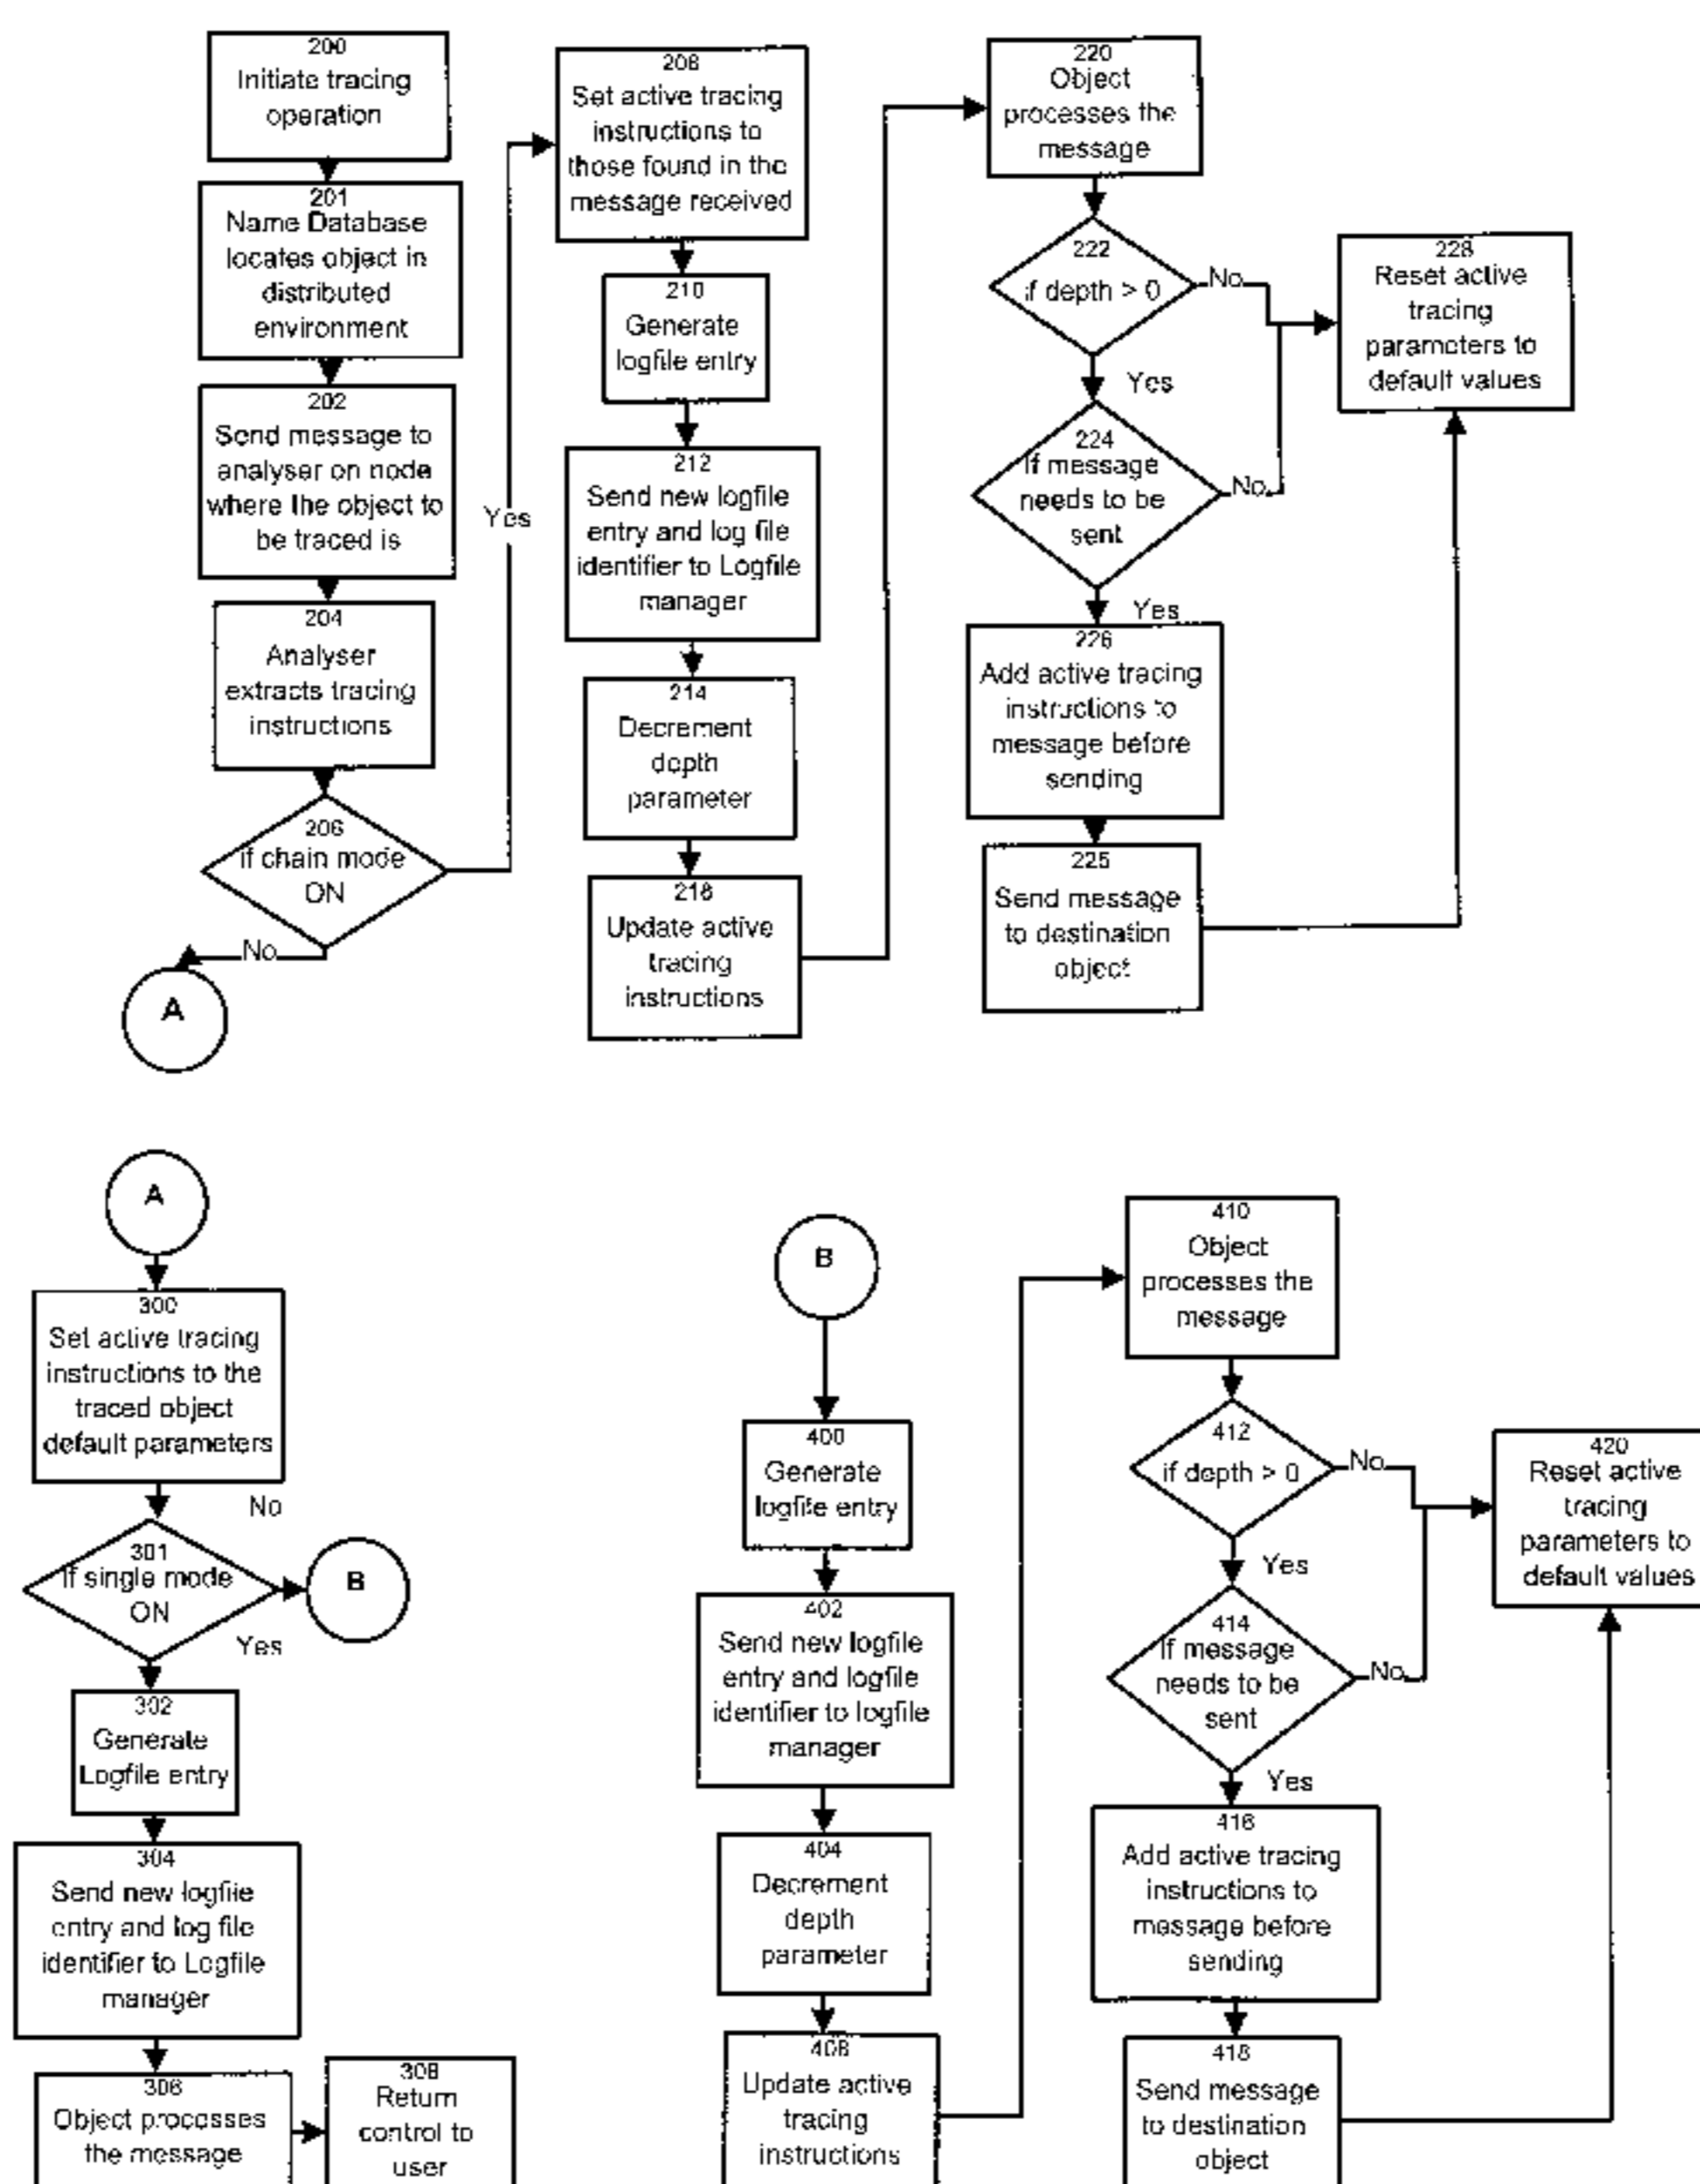 200
Initiate tracing
operation
201
Name Database
locates object in
distributed
environment
202
Send message to
analyser on node
where the object to
be traced is
204
Analyser
extracts tracing
instructions
206
if chain mode
ON
No
A
Yes
208
Set active tracing
instructions to
those found in the
message received
210
Generate
logfile entry
212
Send new logfile
entry and log file
identifier to Logfile
manager
214
Decrement
depth
parameter
216
Update active
tracing
instructions
220
Object
processes the
message
222
if depth > 0
No
Yes
224
If message
needs to be
sent
No
Yes
226
Add active tracing
instructions to
message before
sending
225
Send message
to destination
object
228
Reset active
tracing
parameters to
default values
A
300
Set active tracing
instructions to the
traced object
default parameters
No
301
If single mode
ON
B
Yes
302
Generate
Logfile entry
304
Send new logfile
entry and log file
identifier to Logfile
manager
306
Object processes
the message
308
Return
control to
user
B
400
Generate
logfile entry
402
Send new logfile
entry and logfile
identifier to logfile
manager
404
Decrement
depth
parameter
408
Update active
tracing
instructions
410
Object
processes the
message
412
if depth > 0
No
Yes
414
If message
needs to be
sent
No
Yes
416
Add active tracing
instructions to
message before
sending
418
Send message
to destination
object
420
Reset active
tracing
parameters to
default values